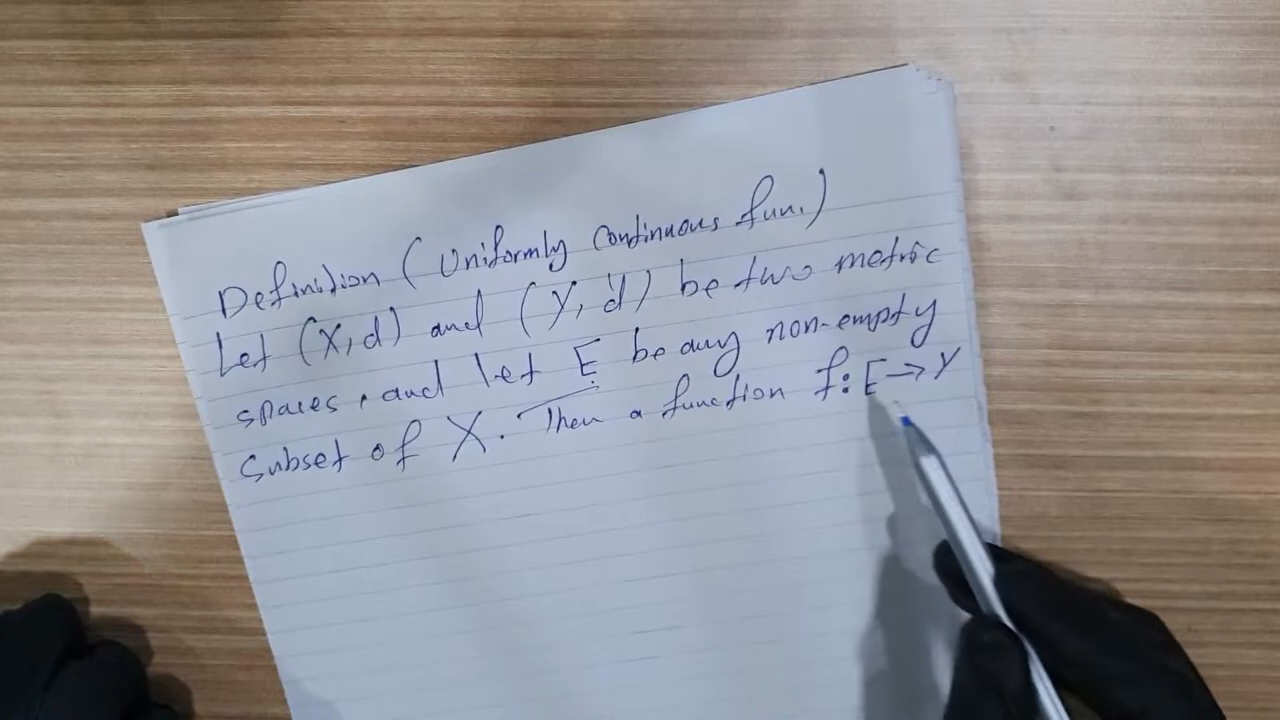 Definition (Uniformly Continuous fun.)
Let (X,d) and (Y,d') be two metric
spaces, and let E be any non-empty
subset of X. Then a function f:E→Y